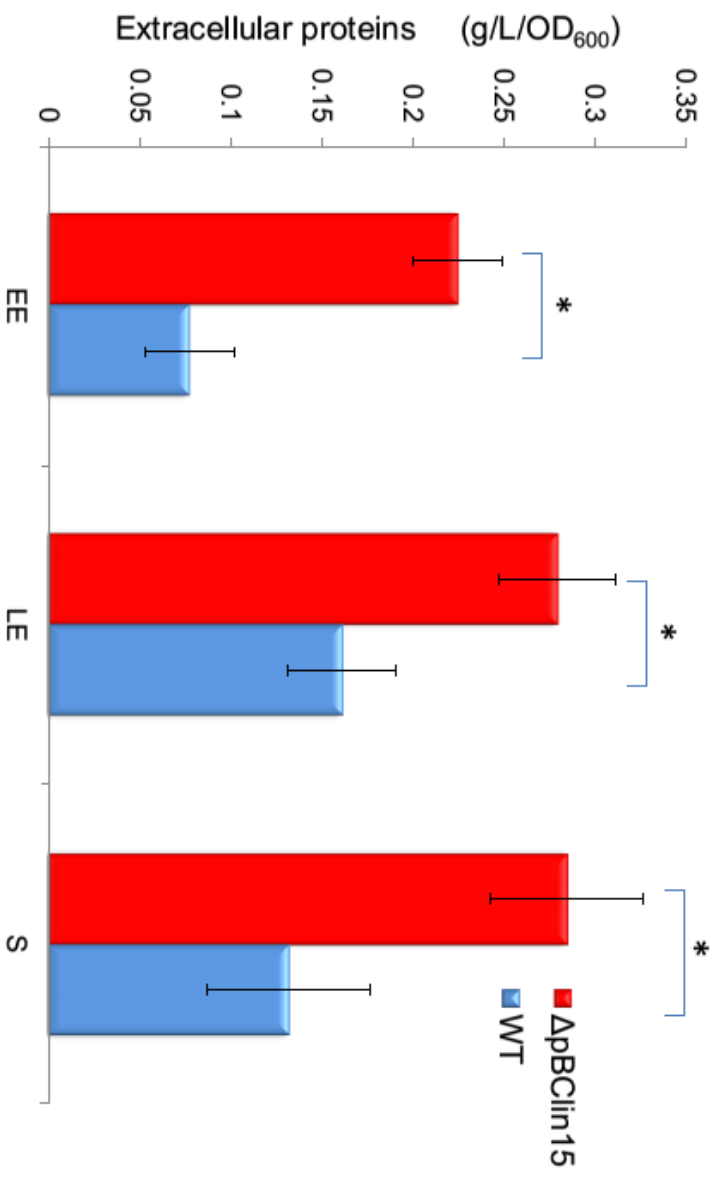 Extracellular proteins (g/L/OD600)
0.35
0.3
0.25
0.2
0.15
0.1
0.05
0
*
*
*
ΔpBClin15
WT
EE
LE
S